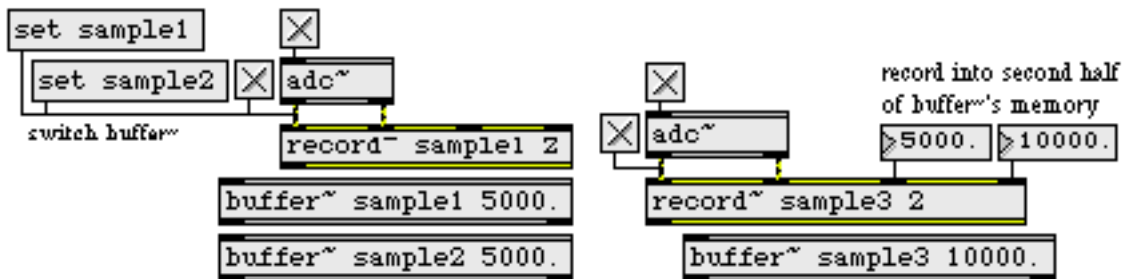 set sample1
set sample2
adc~
switch buffer~
record~ sample1 2
buffer~ sample1 5000.
buffer~ sample2 5000.
record into second half
of buffer~'s memory
adc~
5000.
10000.
record~ sample3 2
buffer~ sample3 10000.